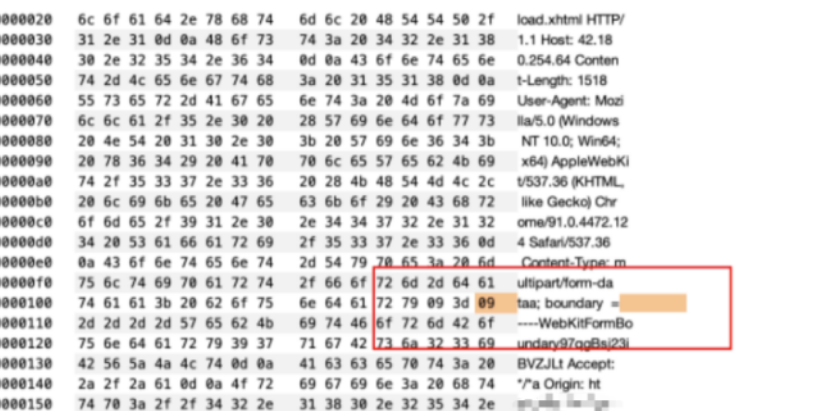 0000020 6c 6f 61 64 2e 78 68 74 6d 6c 20 48 54 54 50 2f load.xhtml HTTP/
0000030 31 2e 31 0d 0a 48 6f 73 74 3a 20 34 32 2e 31 38 1.1 Host: 42.18
0000040 30 2e 32 35 34 2e 36 34 0d 0a 43 6f 6e 74 65 6e 0.254.64 Conten
0000050 74 2d 4c 65 6e 67 74 68 3a 20 31 35 31 38 0d 0a t-Length: 1518
0000060 55 73 65 72 2d 41 67 65 6e 74 3a 20 4d 6f 7a 69 User-Agent: Mozi
0000070 6c 6c 61 2f 35 2e 30 20 28 57 69 6e 64 6f 77 73 lla/5.0 (Windows
0000080 20 4e 54 20 31 30 2e 30 3b 20 57 69 6e 36 34 3b NT 10.0; Win64;
0000090 20 78 36 34 29 20 41 70 70 6c 65 57 65 62 4b 69 x64) AppleWebKi
00000a0 74 2f 35 33 37 2e 33 36 20 28 4b 48 54 4d 4c 2c t/537.36 (KHTML,
00000b0 20 6c 69 6b 65 20 47 65 63 6b 6f 29 20 43 68 72 like Gecko) Chr
00000c0 6f 6d 65 2f 39 31 2e 30 2e 34 34 37 32 2e 31 32 ome/91.0.4472.12
00000d0 34 20 53 61 66 61 72 69 2f 35 33 37 2e 33 36 0d 4 Safari/537.36
00000e0 0a 43 6f 6e 74 65 6e 74 2d 54 79 70 65 3a 20 6d Content-Type: m
00000f0 75 6c 74 69 70 61 72 74 2f 66 6f 72 6d 2d 64 61 ultipart/form-da
0000100 74 61 61 3b 20 62 6f 75 6e 64 61 72 79 09 3d 09 taa; boundary =
0000110 2d 2d 2d 2d 57 65 62 4b 69 74 46 6f 72 6d 42 6f ----WebKitFormBo
0000120 75 6e 64 61 72 79 39 37 71 67 42 73 6a 32 33 69 undary97qgBsj23i
0000130 42 56 5a 4a 4c 74 0d 0a 41 63 63 65 70 74 3a 20 BVZJLt Accept:
0000140 2a 2f 2a 61 0d 0a 4f 72 69 67 69 6e 3a 20 68 74 */*a Origin: ht
0000150 74 70 3a 2f 2f 34 32 2e 31 38 30 2e 32 35 34 2e